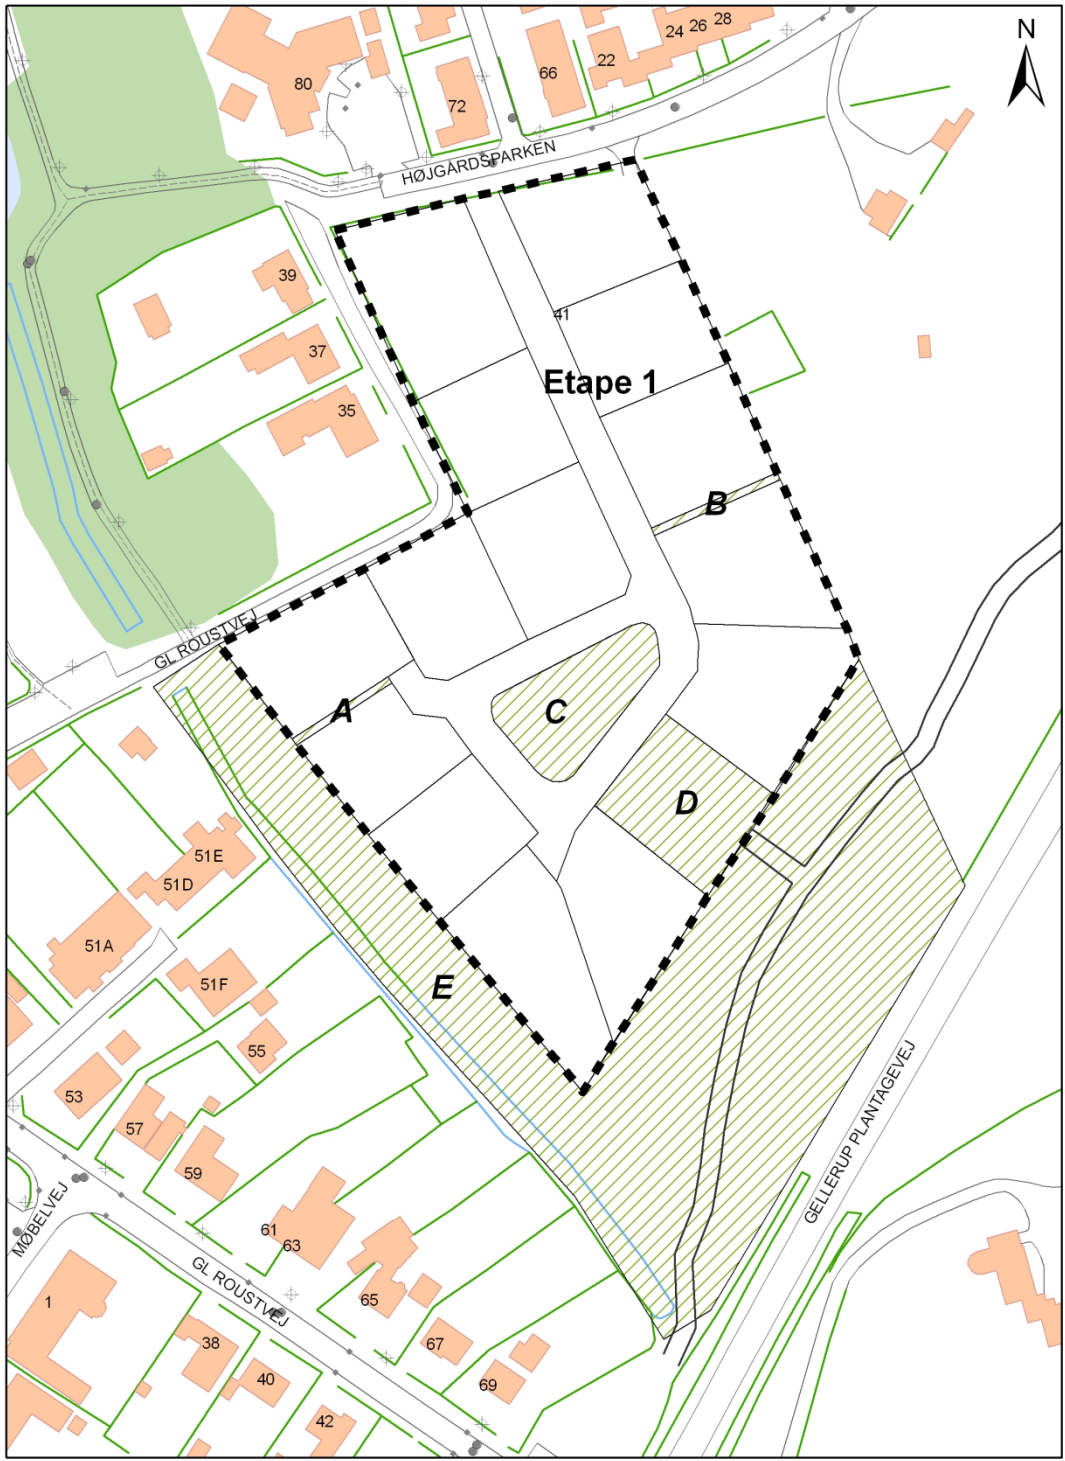 N
28
26
24
22
80
66
72
HØJGÅRDSPARKEN
39
41
37
Etape 1
35
B
GL ROUSTVEJ
A
C
D
51E
51D
51A
51F
E
55
53
57
59
GELLERUP PLANTAGEVEJ
MØBELVEJ
61
63
GL ROUSTVEJ
65
1
38
67
40
69
42